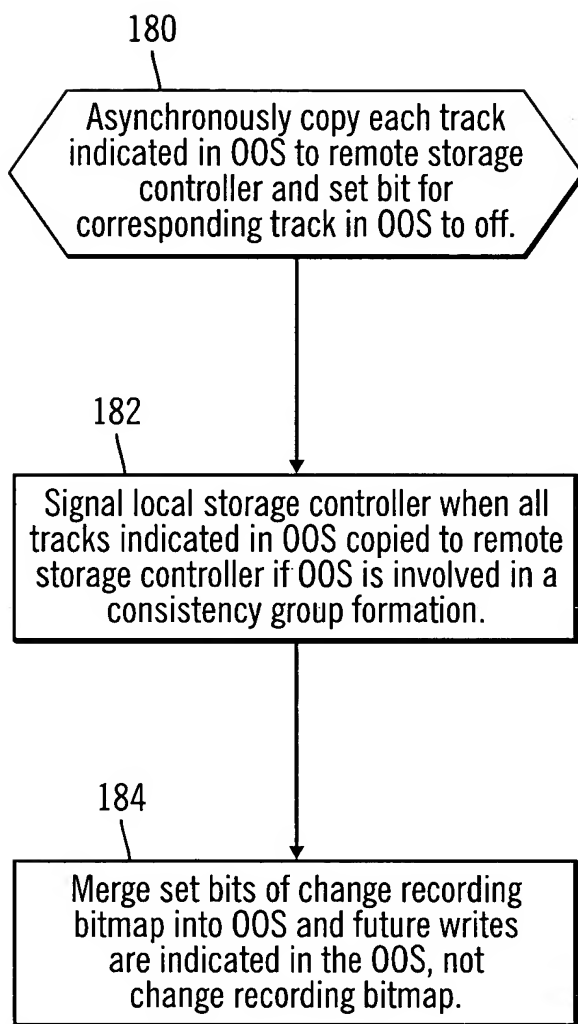 180
Asynchronously copy each track
indicated in OOS to remote storage
controller and set bit for
corresponding track in OOS to off.
182
Signal local storage controller when all
tracks indicated in OOS copied to remote
storage controller if OOS is involved in a
consistency group formation.
184
Merge set bits of change recording
bitmap into OOS and future writes
are indicated in the OOS, not
change recording bitmap.